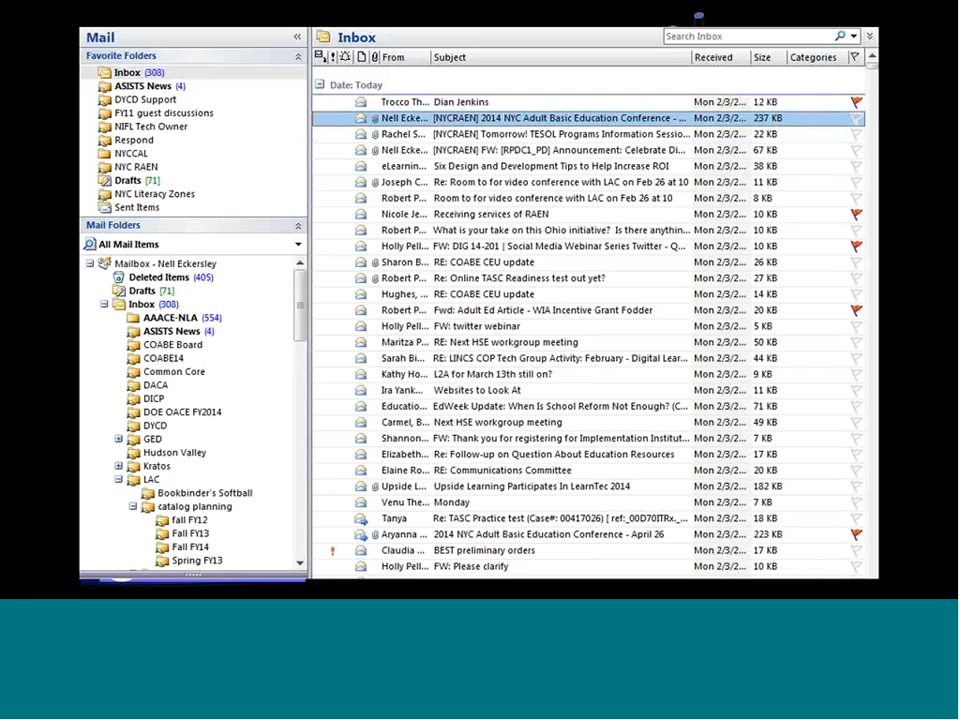 Mail «
Favorite Folders
Inbox (308)
ASISTS News (4)
DYCD Support
FY11 guest discussions
NIFL Tech Owner
Respond
NYCCAL
NYC RAEN
Drafts [71]
NYC Literacy Zones
Sent Items
Mail Folders
All Mail Items
Mailbox - Nell Eckersley
Deleted Items (405)
Drafts [71]
Inbox (308)
AAACE-NLA (554)
ASISTS News (4)
COABE Board
COABE14
Common Core
DACA
DICP
DOE OACE FY2014
DYCD
GED
Hudson Valley
Kratos
LAC
Bookbinder's Softball
catalog planning
fall FY12
Fall FY13
Fall FY14
Spring FY13
Inbox Search Inbox
From Subject Received Size Categories
Date: Today
Trocco Th... Dian Jenkins Mon 2/3/2... 12 KB
Nell Ecke... [NYCRAEN] 2014 NYC Adult Basic Education Conference - ... Mon 2/3/2... 237 KB
Rachel S... [NYCRAEN] Tomorrow! TESOL Programs Information Sessio... Mon 2/3/2... 22 KB
Nell Ecke... [NYCRAEN] FW: [RPDC1_PD] Announcement: Celebrate Di... Mon 2/3/2... 67 KB
eLearnin... Six Design and Development Tips to Help Increase ROI Mon 2/3/2... 38 KB
Joseph C... Re: Room to for video conference with LAC on Feb 26 at 10 Mon 2/3/2... 11 KB
Robert P... Room to for video conference with LAC on Feb 26 at 10 Mon 2/3/2... 8 KB
Nicole Je... Receiving services of RAEN Mon 2/3/2... 10 KB
Robert P... What is your take on this Ohio initiative? Is there anythin... Mon 2/3/2... 10 KB
Holly Pell... FW: DIG 14-201 | Social Media Webinar Series Twitter - Q... Mon 2/3/2... 10 KB
Sharon B... RE: COABE CEU update Mon 2/3/2... 26 KB
Robert P... Re: Online TASC Readiness test out yet? Mon 2/3/2... 27 KB
Hughes, ... RE: COABE CEU update Mon 2/3/2... 14 KB
Robert P... Fwd: Adult Ed Article - WIA Incentive Grant Fodder Mon 2/3/2... 20 KB
Holly Pell... FW: twitter webinar Mon 2/3/2... 5 KB
Maritza P... RE: Next HSE workgroup meeting Mon 2/3/2... 50 KB
Sarah Bi... RE: LINCS COP Tech Group Activity: February - Digital Lear... Mon 2/3/2... 44 KB
Kathy Ho... L2A for March 13th still on? Mon 2/3/2... 9 KB
Ira Yank... Websites to Look At Mon 2/3/2... 11 KB
Educatio... EdWeek Update: When Is School Reform Not Enough? (C... Mon 2/3/2... 71 KB
Carmel, B... Next HSE workgroup meeting Mon 2/3/2... 49 KB
Shannon... FW: Thank you for registering for Implementation Institut... Mon 2/3/2... 7 KB
Elizabeth... Re: Follow-up on Question About Education Resources Mon 2/3/2... 17 KB
Elaine Ro... RE: Communications Committee Mon 2/3/2... 20 KB
Upside L... Upside Learning Participates In LearnTec 2014 Mon 2/3/2... 182 KB
Venu The... Monday Mon 2/3/2... 7 KB
Tanya Re: TASC Practice test (Case#: 00417026) [ ref:_00D70ITRx._... Mon 2/3/2... 18 KB
Aryanna ... 2014 NYC Adult Basic Education Conference - April 26 Mon 2/3/2... 223 KB
Claudia ... BEST preliminary orders Mon 2/3/2... 17 KB
Holly Pell... FW: Please clarify Mon 2/3/2... 10 KB